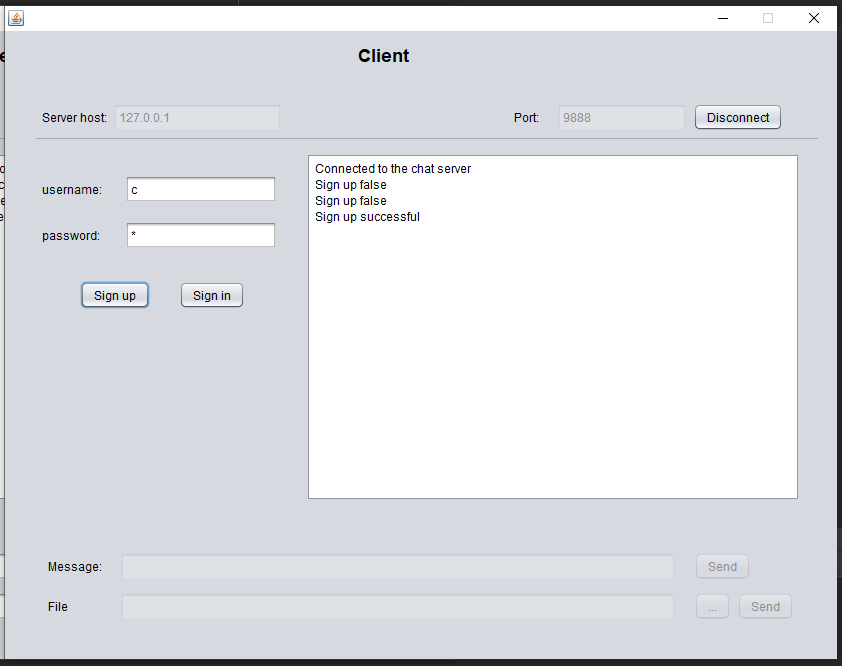 Client
Server host: 127.0.0.1 Port: 9888 Disconnect
Connected to the chat server
Sign up false
Sign up false
Sign up successful
username: c
password: *
Sign up Sign in
Message: Send
File ... Send